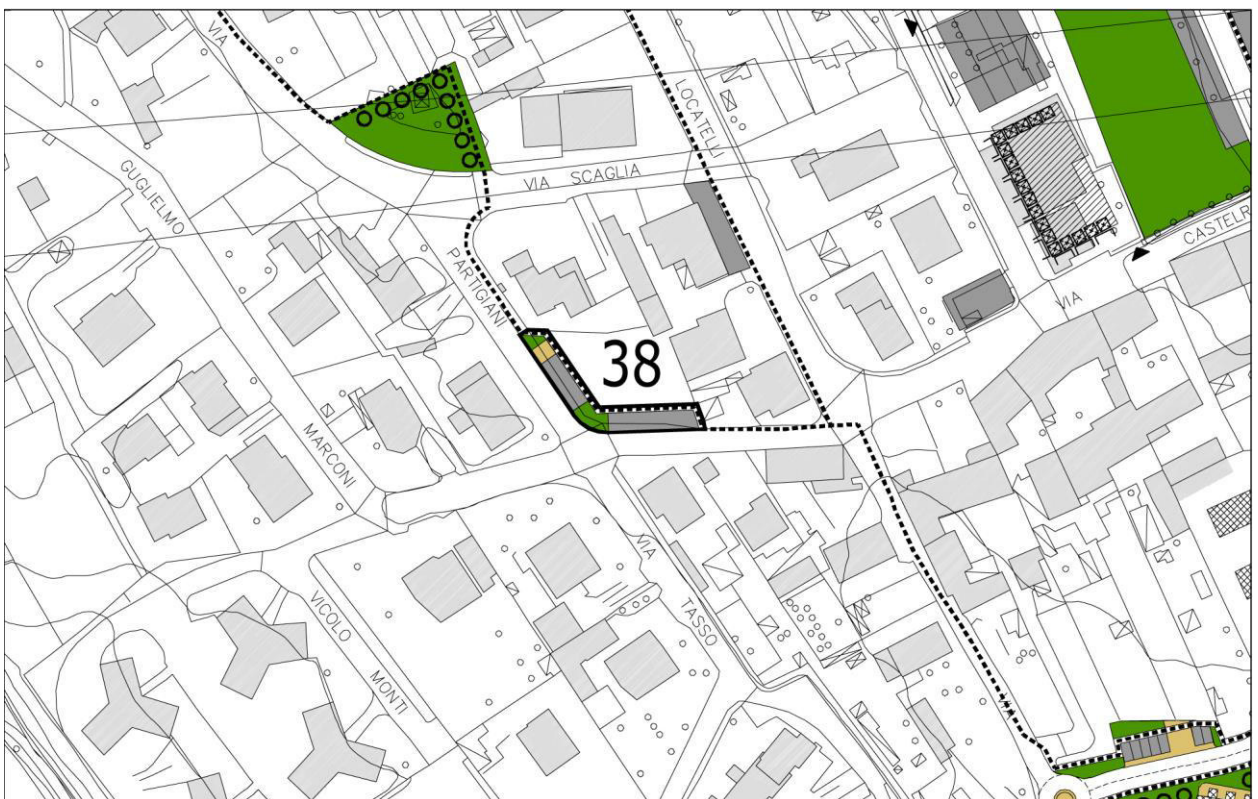 VIA
GUGLIELMO
MARCONI
VIA SCAGLIA
LOCATELLI
PARTIGIANI
38
VIA
CASTELR
VIA
TASSO
VICOLO
MONTI